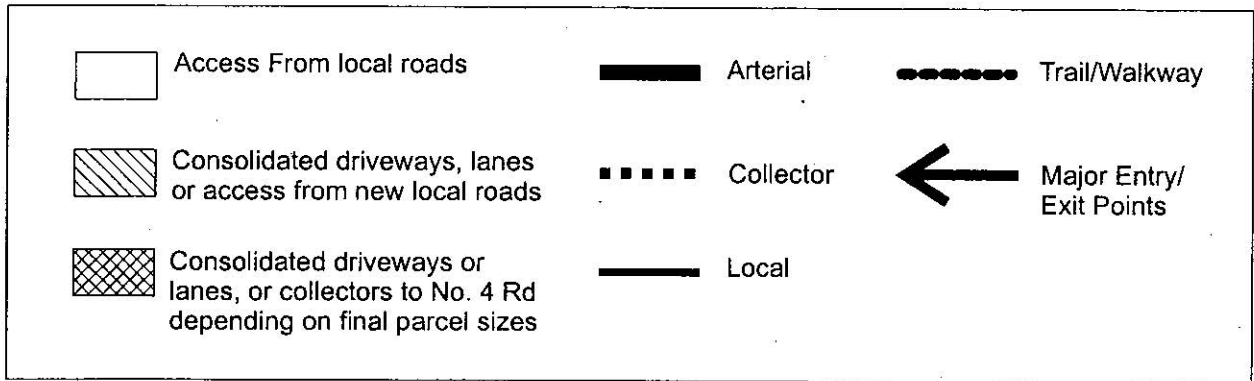 Access From local roads
Consolidated driveways, lanes
or access from new local roads
Consolidated driveways or
lanes, or collectors to No. 4 Rd
depending on final parcel sizes
Arterial
Collector
Local
Trail/Walkway
Major Entry/
Exit Points